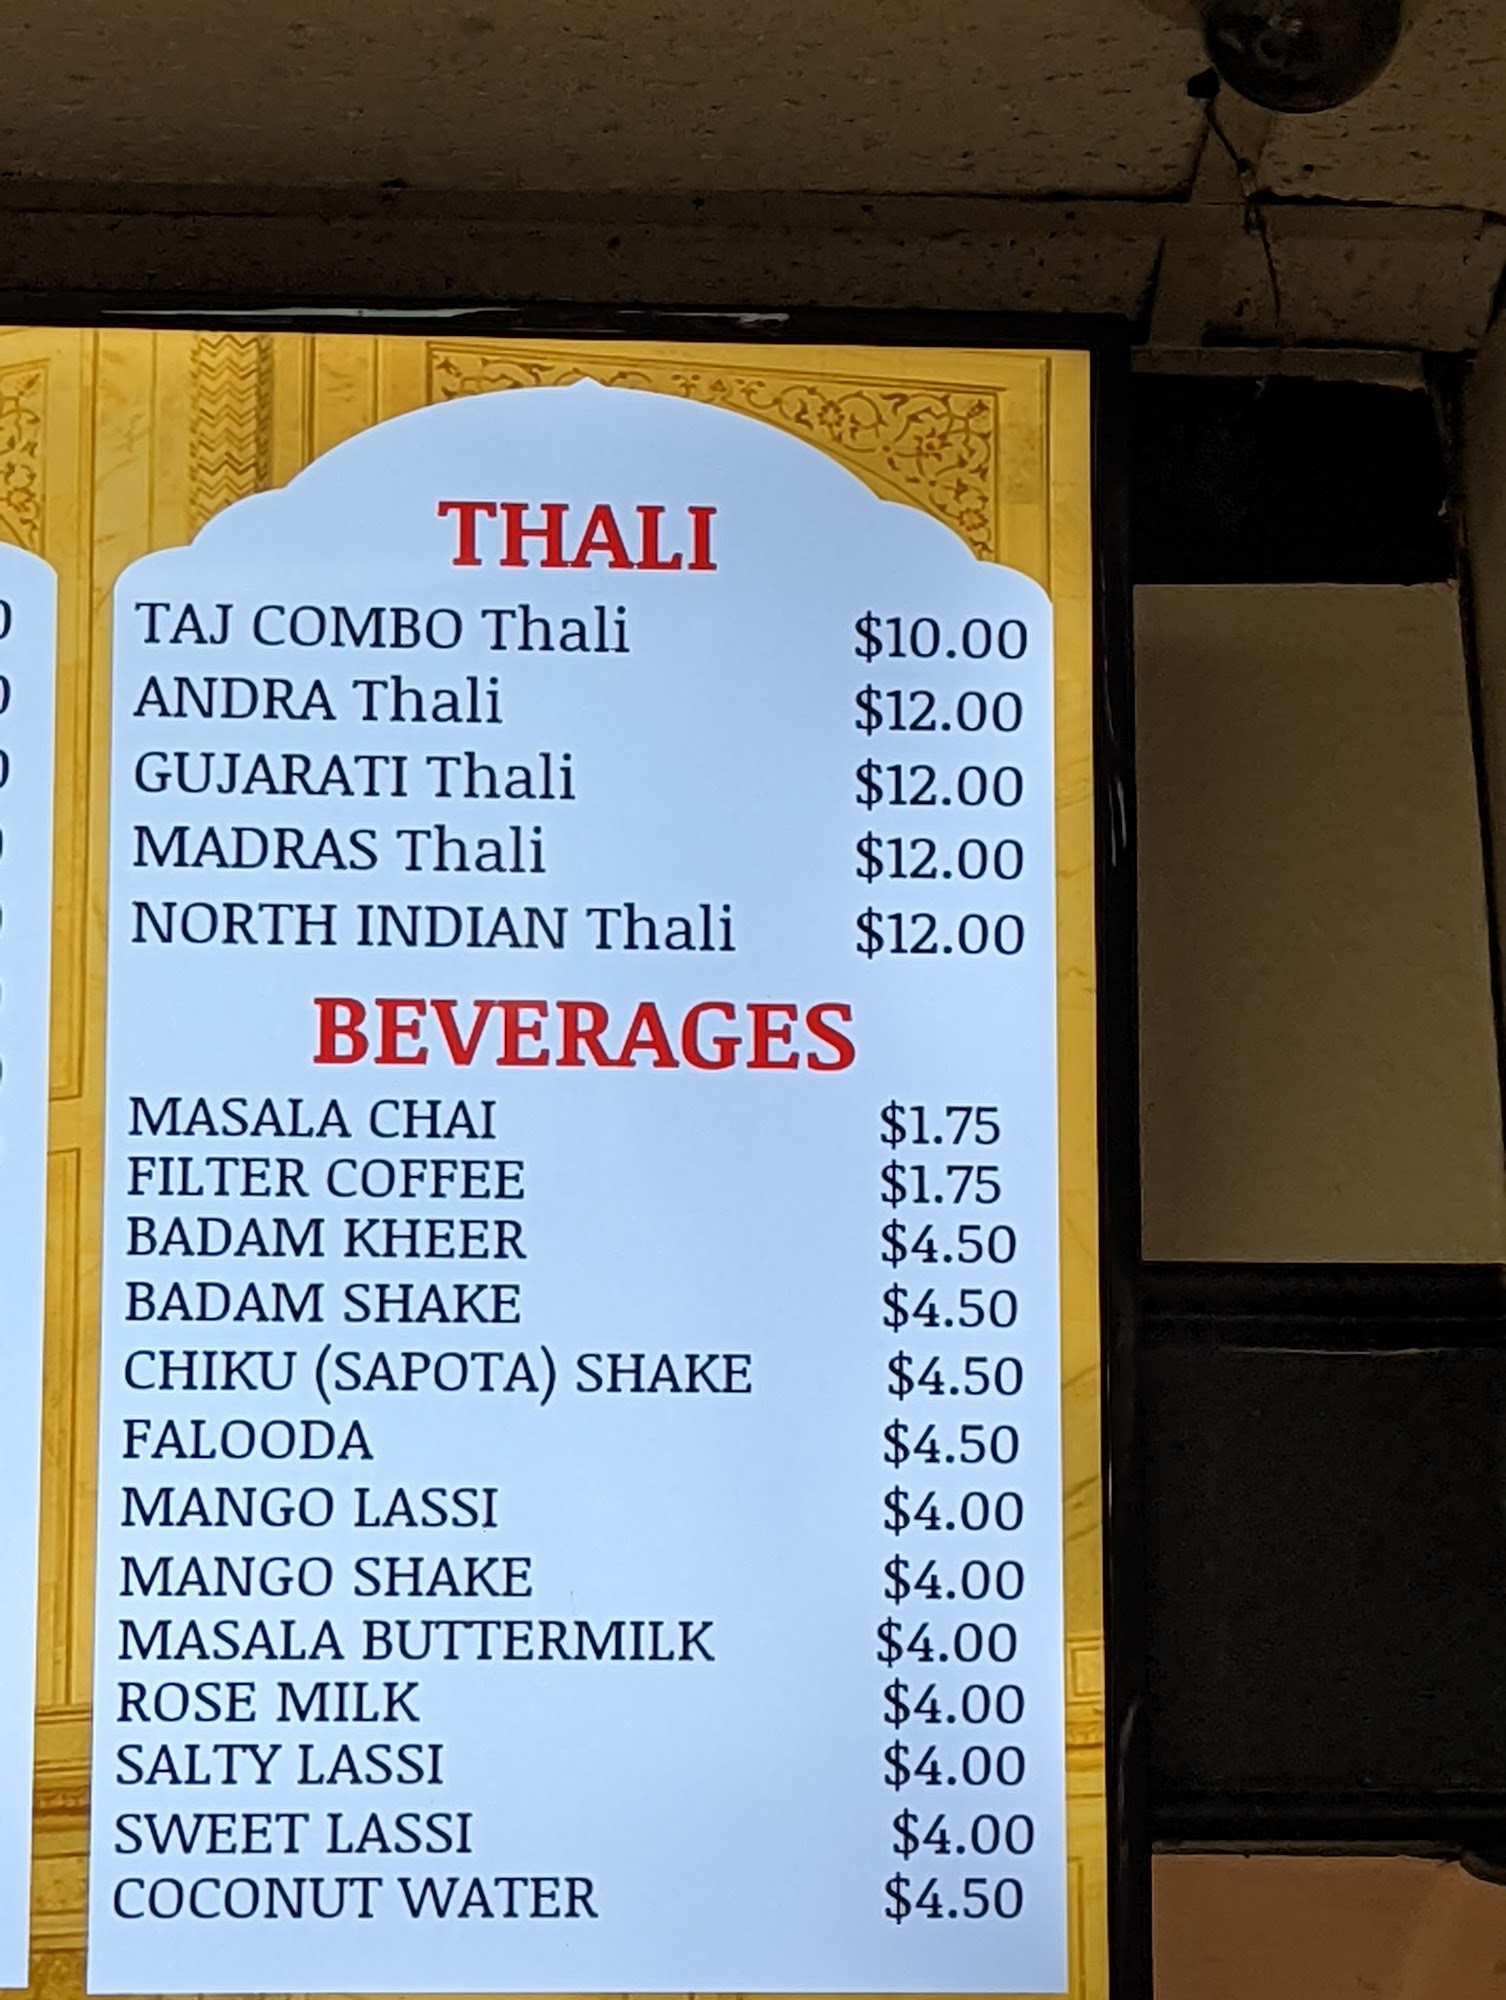 THALI
TAJ COMBO Thali $10.00
ANDRA Thali $12.00
GUJARATI Thali $12.00
MADRAS Thali $12.00
NORTH INDIAN Thali $12.00
BEVERAGES
MASALA CHAI $1.75
FILTER COFFEE $1.75
BADAM KHEER $4.50
BADAM SHAKE $4.50
CHIKU (SAPOTA) SHAKE $4.50
FALOODA $4.50
MANGO LASSI $4.00
MANGO SHAKE $4.00
MASALA BUTTERMILK $4.00
ROSE MILK $4.00
SALTY LASSI $4.00
SWEET LASSI $4.00
COCONUT WATER $4.50